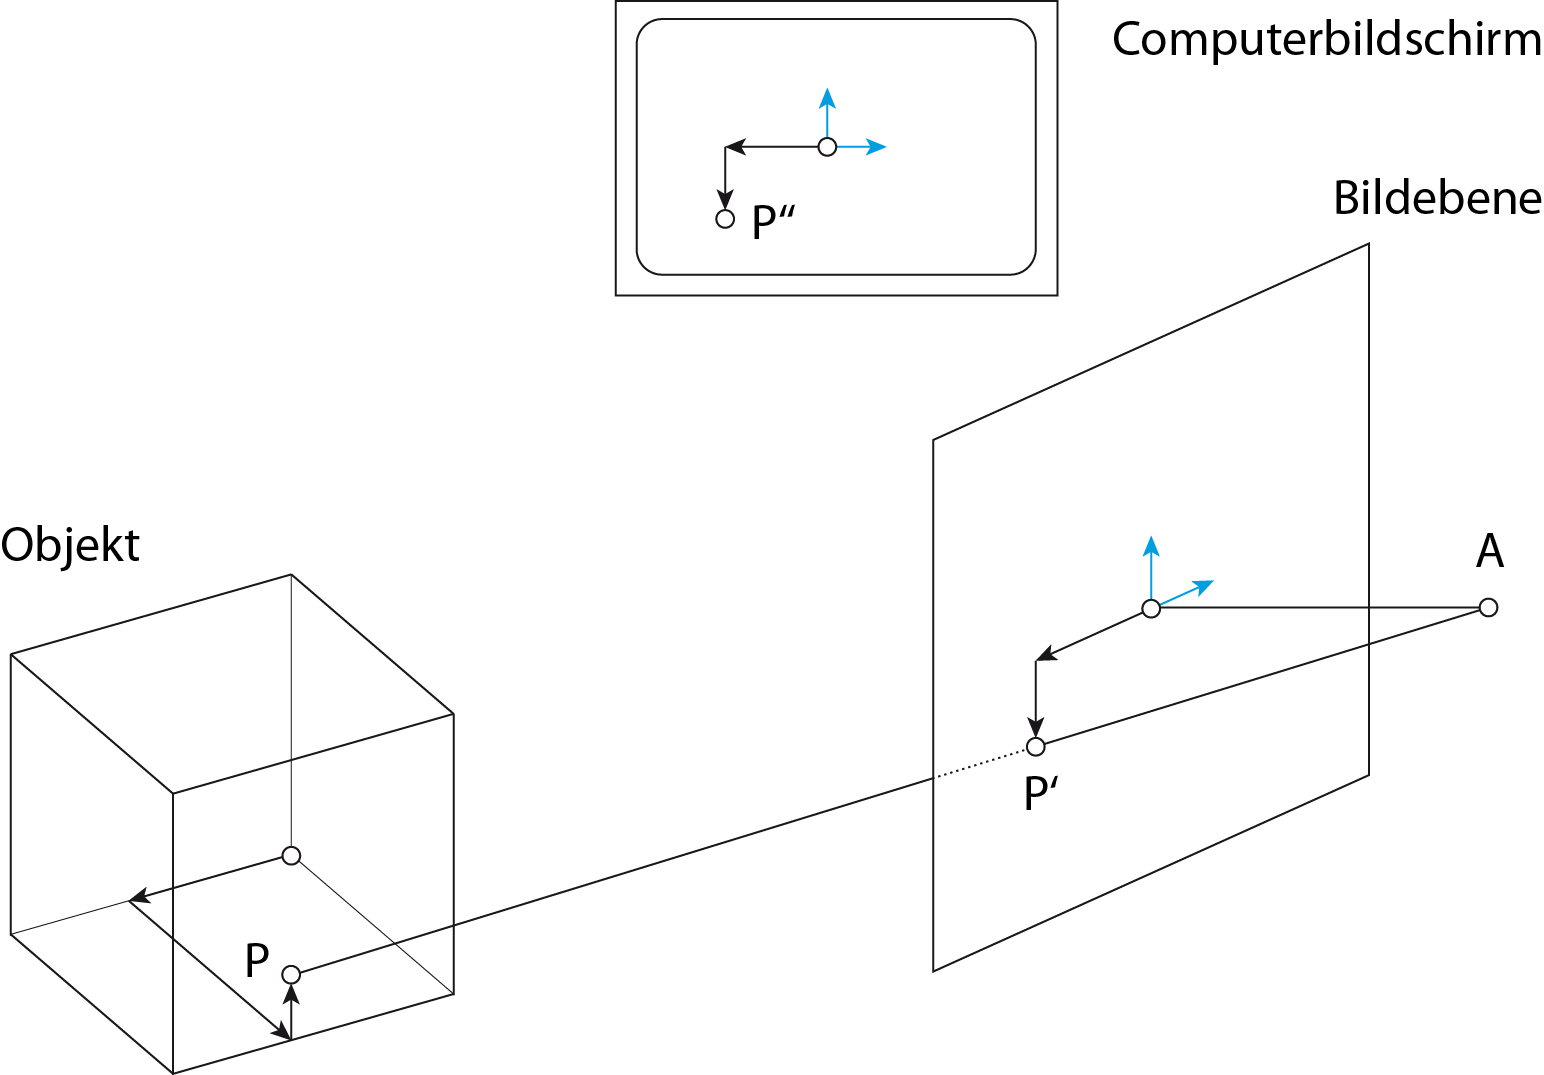 Computerbildschirm
Bildebene
P“
A
Objekt
P‘
P